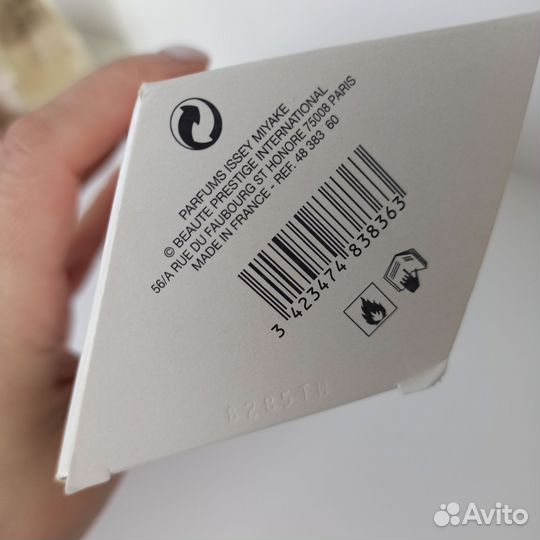 PARFUMS ISSEY MIYAKE
© BEAUTE PRESTIGE INTERNATIONAL
56/A RUE DU FAUBOURG ST HONORE 75008 PARIS
MADE IN FRANCE - REF. 48 383 60
3 423474 838363
8285TH
Avito